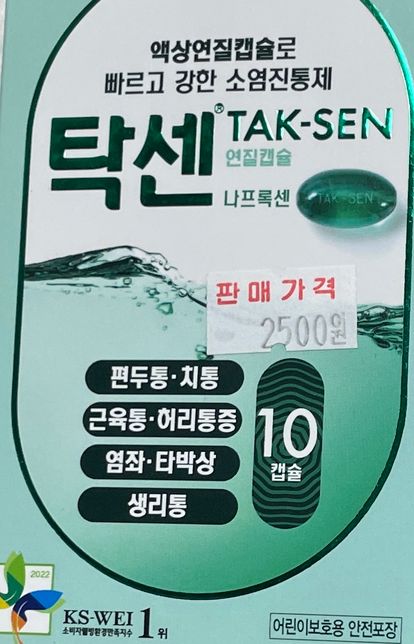 액상연질캡슐로
빠르고 강한 소염진통제
탁센® TAK-SEN
연질캡슐
나프록센
TAK-SEN
판매가격
2500원
편두통·치통
근육통·허리통증
염좌·타박상
생리통
10
캡슐
2022
KS-WEI 1위
소비자웰빙환경만족지수
어린이보호용 안전포장